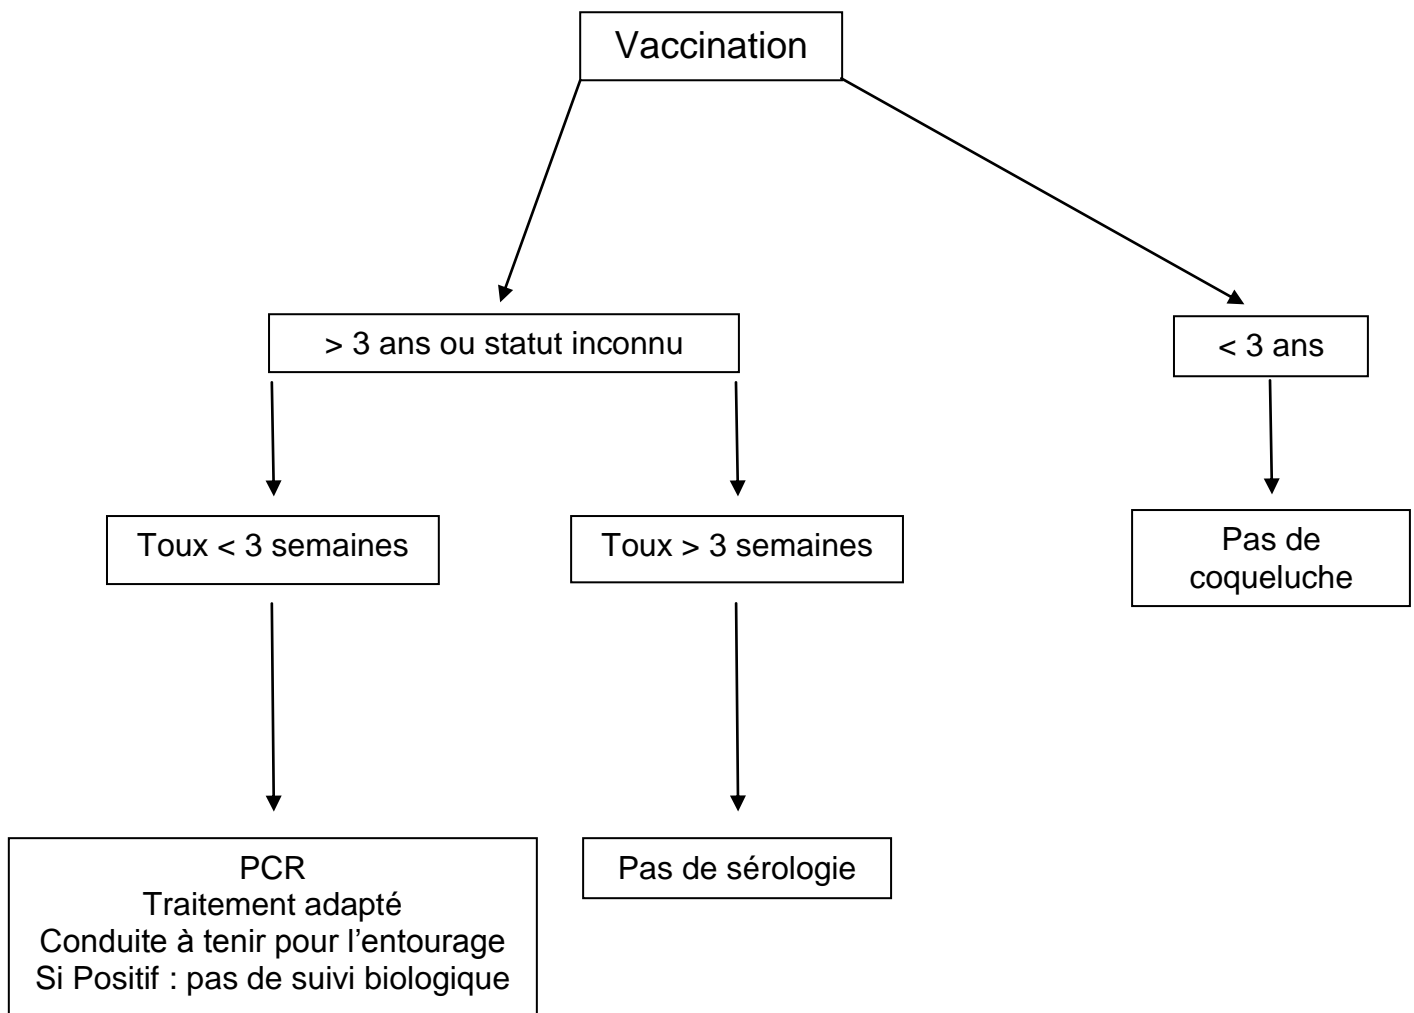 Vaccination
> 3 ans ou statut inconnu
< 3 ans
Toux < 3 semaines
Toux > 3 semaines
Pas de
coqueluche
PCR
Traitement adapté
Conduite à tenir pour l’entourage
Si Positif : pas de suivi biologique
Pas de sérologie